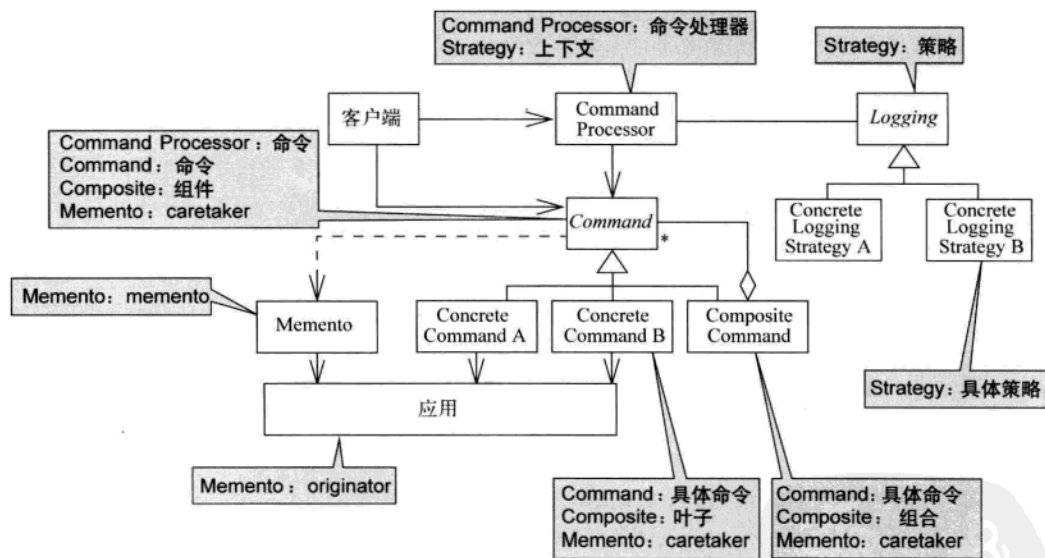 Command Processor：命令处理器
Strategy：上下文
Strategy：策略
客户端
Command
Processor
Logging
Command Processor：命令
Command：命令
Composite：组件
Memento：caretaker
Command
*
Concrete
Logging
Strategy A
Concrete
Logging
Strategy B
Memento：memento
Memento
Concrete
Command A
Concrete
Command B
Composite
Command
Strategy：具体策略
应用
Memento：originator
Command：具体命令
Composite：叶子
Memento：caretaker
Command：具体命令
Composite：组合
Memento：caretaker